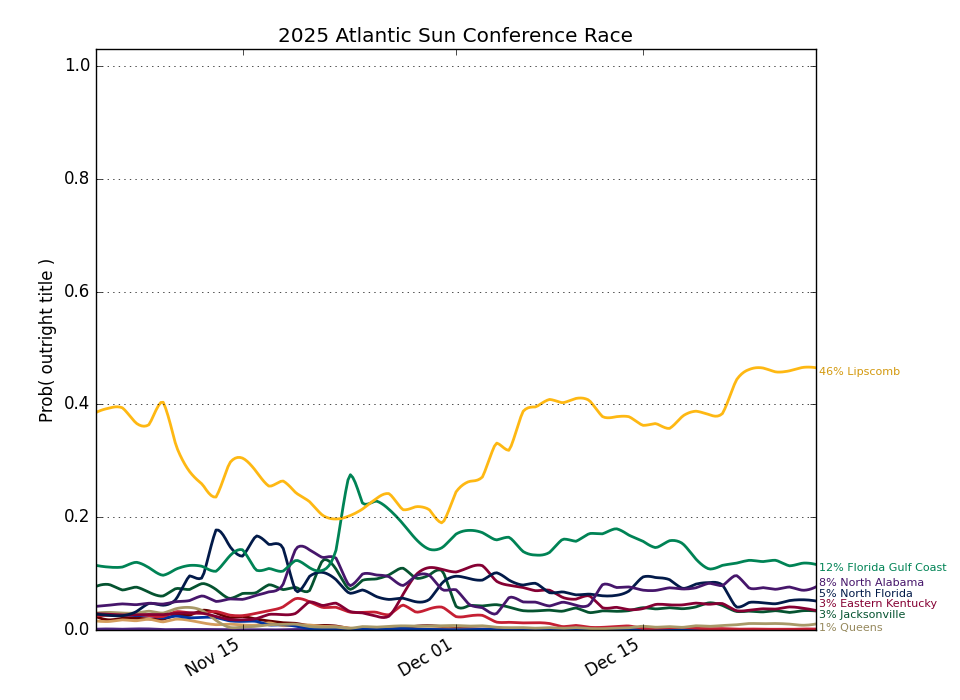 2025 Atlantic Sun Conference Race
Prob( outright title )
1.0
0.8
0.6
0.4
0.2
0.0
Nov 15
Dec 01
Dec 15
46% Lipscomb
12% Florida Gulf Coast
8% North Alabama
5% North Florida
3% Eastern Kentucky
3% Jacksonville
1% Queens